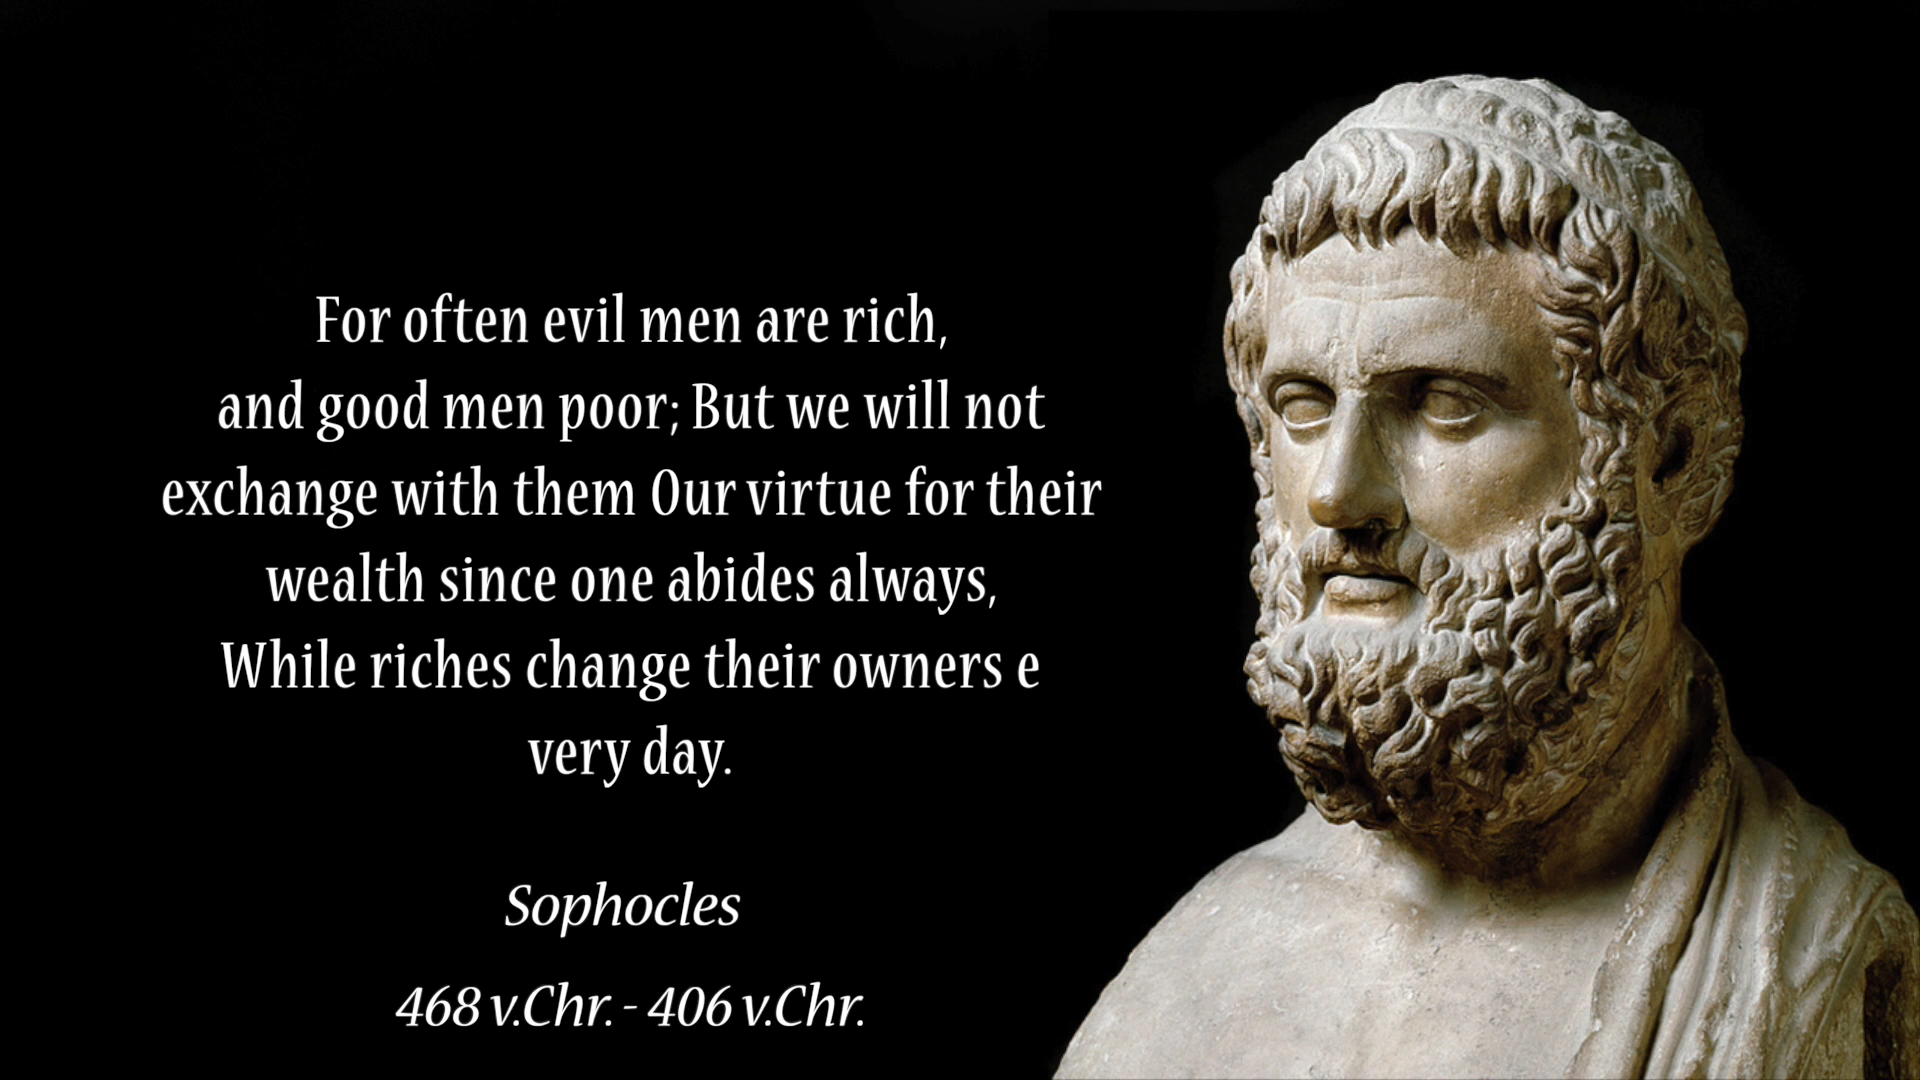 For often evil men are rich,
and good men poor; But we will not
exchange with them Our virtue for their
wealth since one abides always,
While riches change their owners e
very day.
Sophocles
468 v.Chr. - 406 v.Chr.